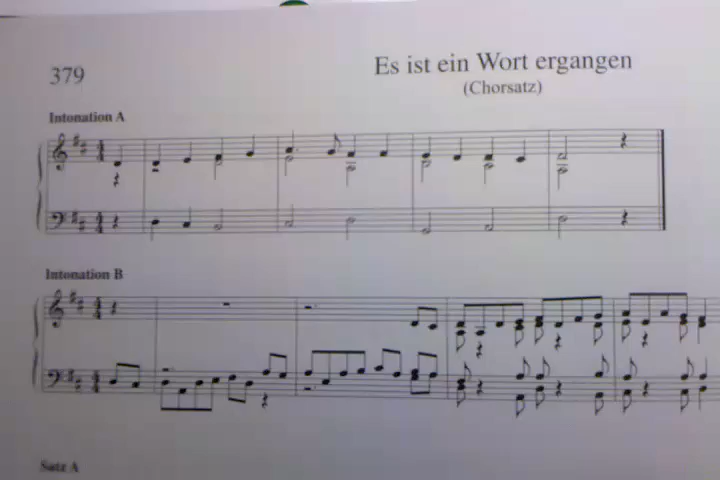 379
Es ist ein Wort ergangen
(Chorsatz)
Intonation A
Intonation B
Satz A